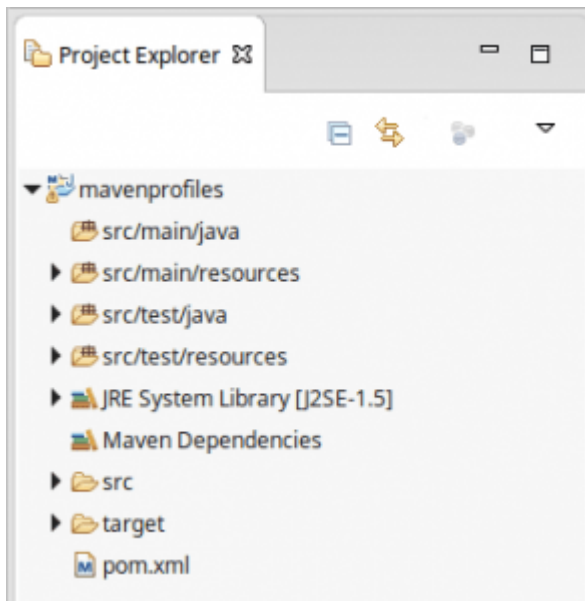 Project Explorer
mavenprofiles
src/main/java
src/main/resources
src/test/java
src/test/resources
JRE System Library [J2SE-1.5]
Maven Dependencies
src
target
pom.xml